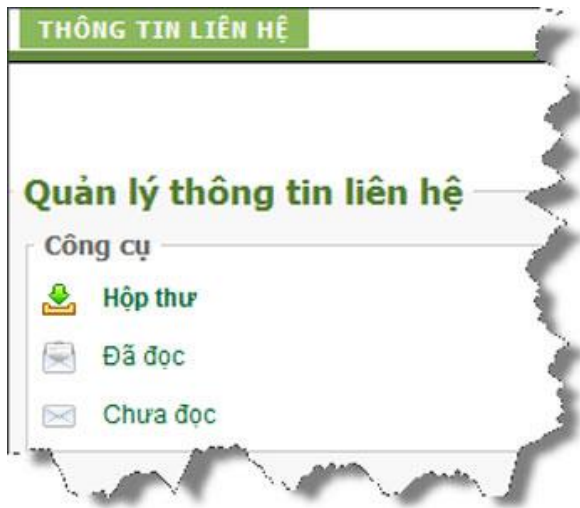 THÔNG TIN LIÊN HỆ
Quản lý thông tin liên hệ
Công cụ
Hộp thư
Đã đọc
Chưa đọc